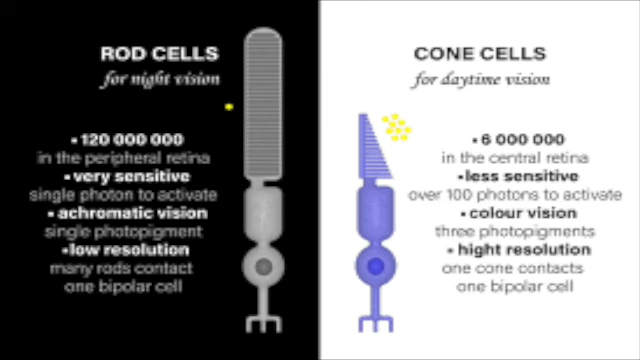 ROD CELLS
for night vision
▪120 000 000
in the peripheral retina
▪very sensitive
single photon to activate
▪achromatic vision
single photopigment
▪low resolution
many rods contact
one bipolar cell
CONE CELLS
for daytime vision
▪6 000 000
in the central retina
▪less sensitive
over 100 photons to activate
▪colour vision
three photopigments
▪hight resolution
one cone contacts
one bipolar cell